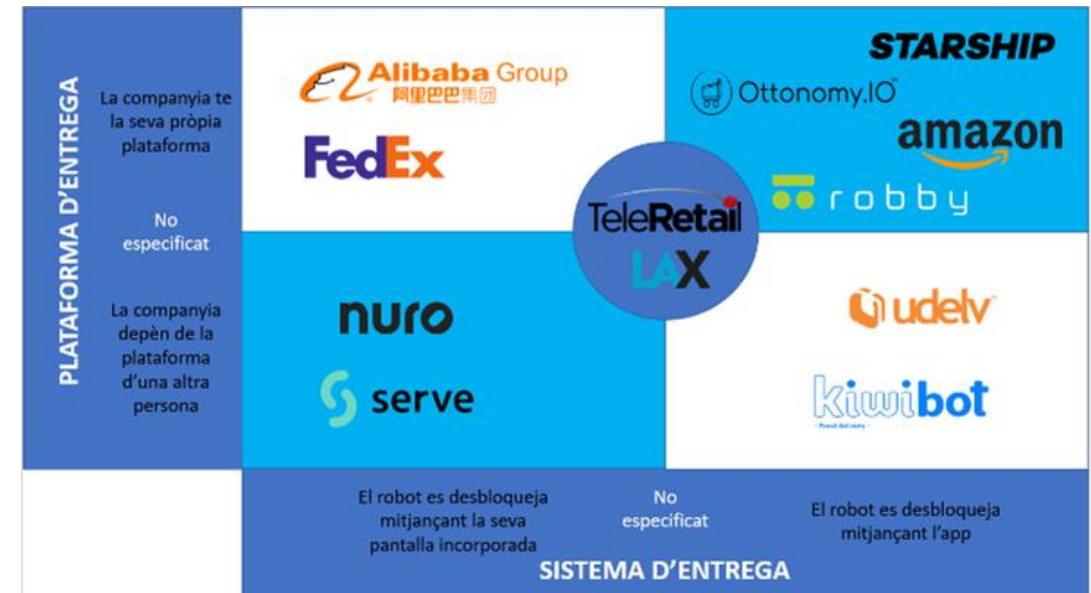 PLATAFORMA D'ENTREGA
La companyia te
la seva pròpia
plataforma
No
especificat
La companyia
depèn de la
plataforma
d'una altra
persona
Alibaba Group
阿里巴巴集团
FedEx
STARSHIP
Ottonomy.IO
amazon
robby
TeleRetail
LAX
nuro
serve
udelv
kiwibot
El robot es desbloqueja
mitjançant la seva
pantalla incorporada
No
especificat
El robot es desbloqueja
mitjançant l'app
SISTEMA D'ENTREGA